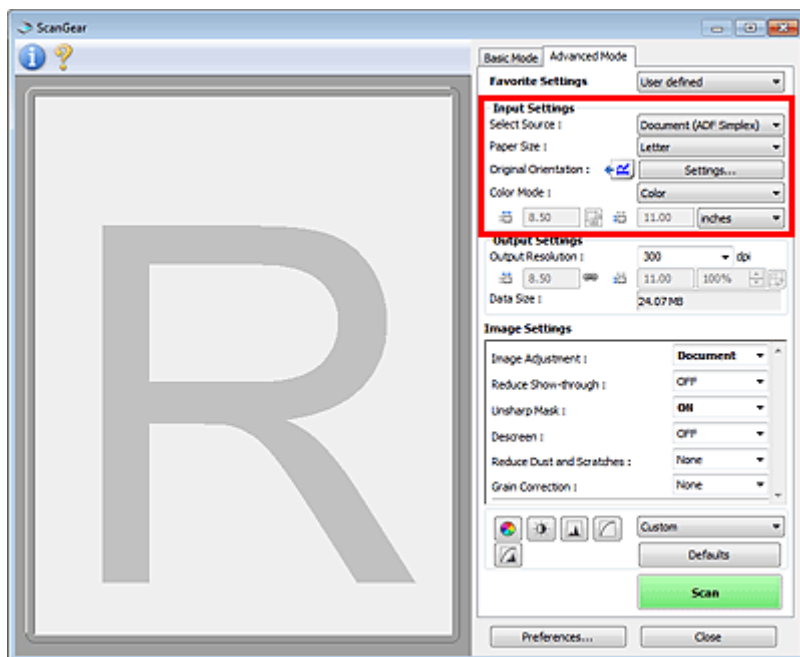 ScanGear
Basic Mode Advanced Mode
Favorite Settings User defined
Input Settings
Select Source : Document (ADF Simplex)
Paper Size : Letter
Original Orientation : Settings...
Color Mode : Color
8.50 11.00 inches
Output Settings
Output Resolution : 300 dpi
8.50 11.00 100%
Data Size : 24.07MB
Image Settings
Image Adjustment : Document
Reduce Show-through : OFF
Unsharp Mask : ON
Descreen : OFF
Reduce Dust and Scratches : None
Grain Correction : None
Custom
Defaults
Scan
Preferences... Close
R